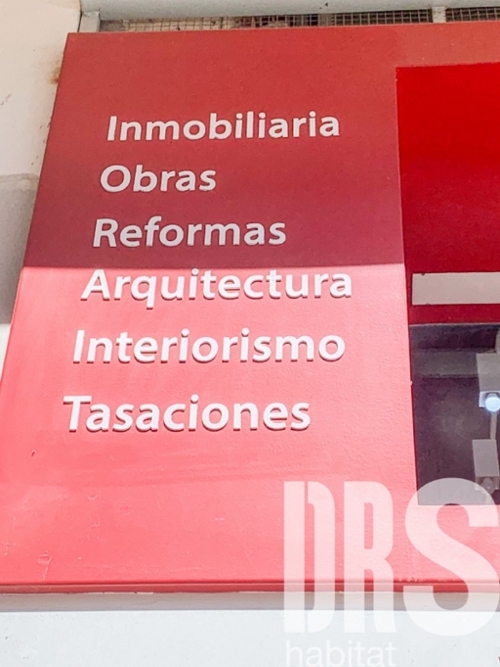 Inmobiliaria
Obras
Reformas
Arquitectura
Interiorismo
Tasaciones
DRS
habitat